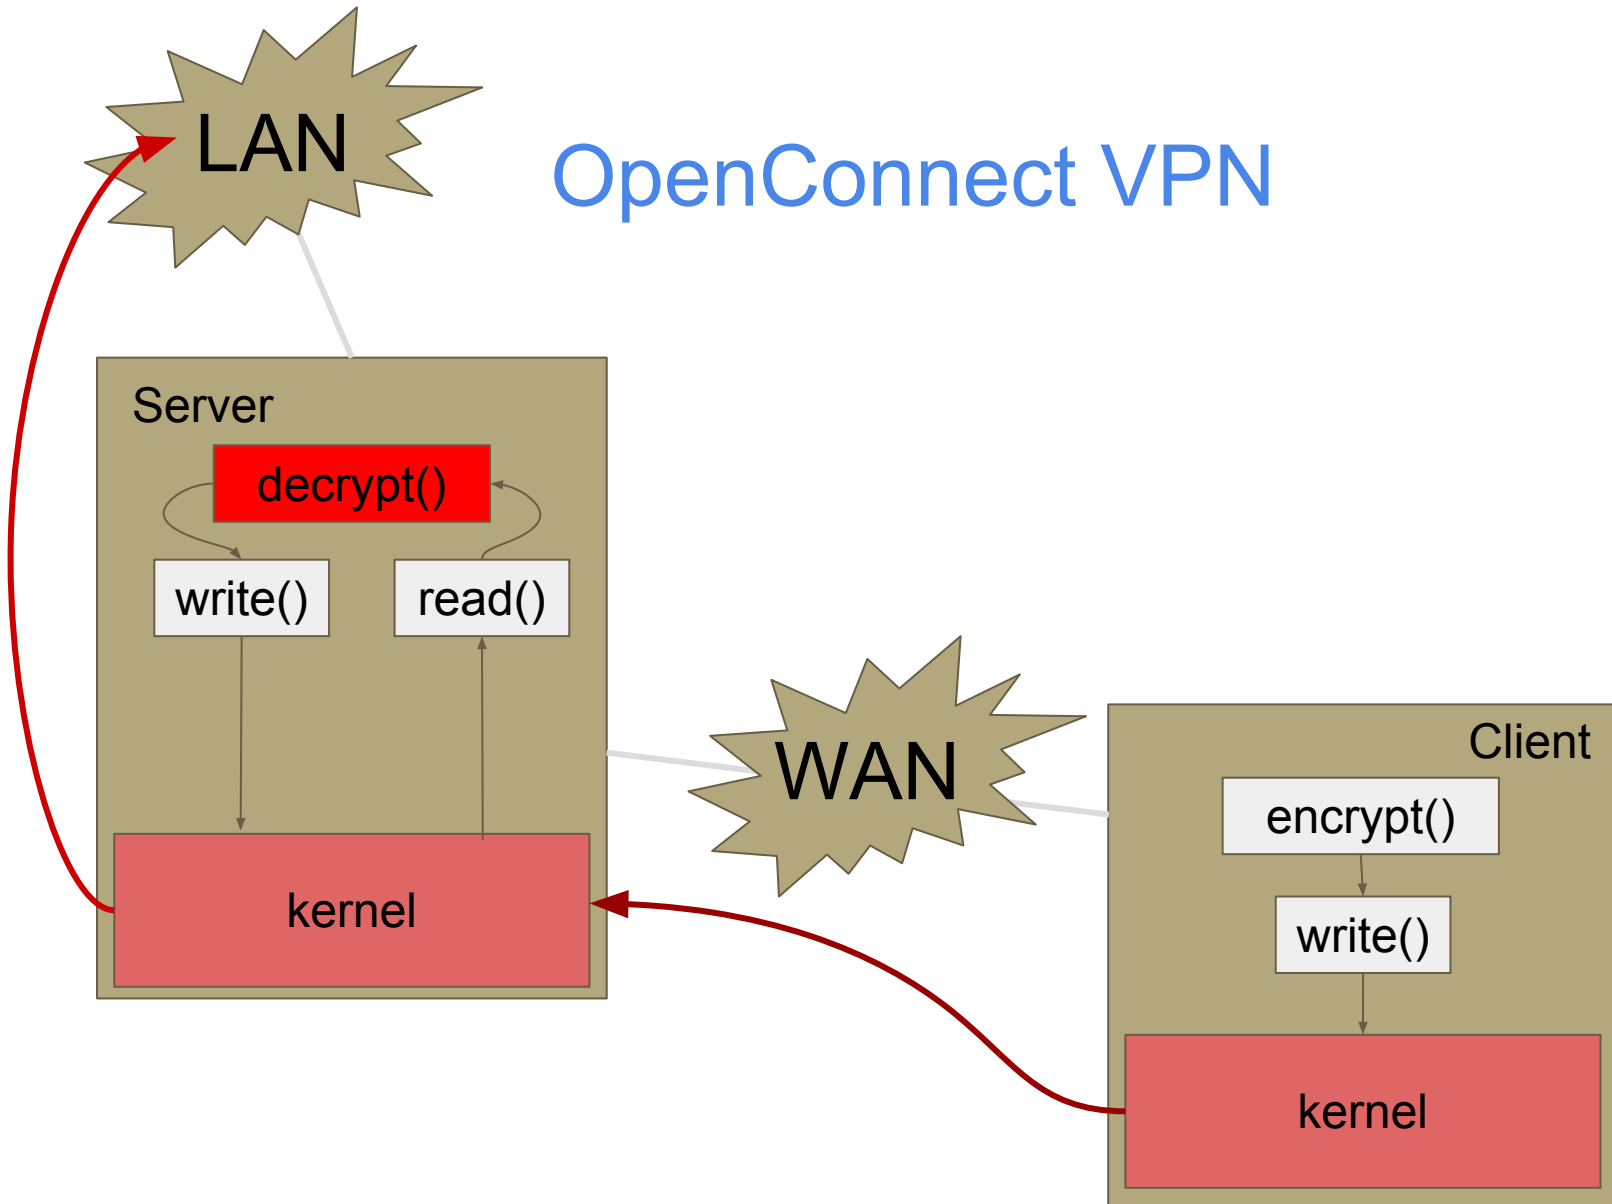 LAN
OpenConnect VPN
Server
decrypt()
write()
read()
kernel
WAN
Client
encrypt()
write()
kernel